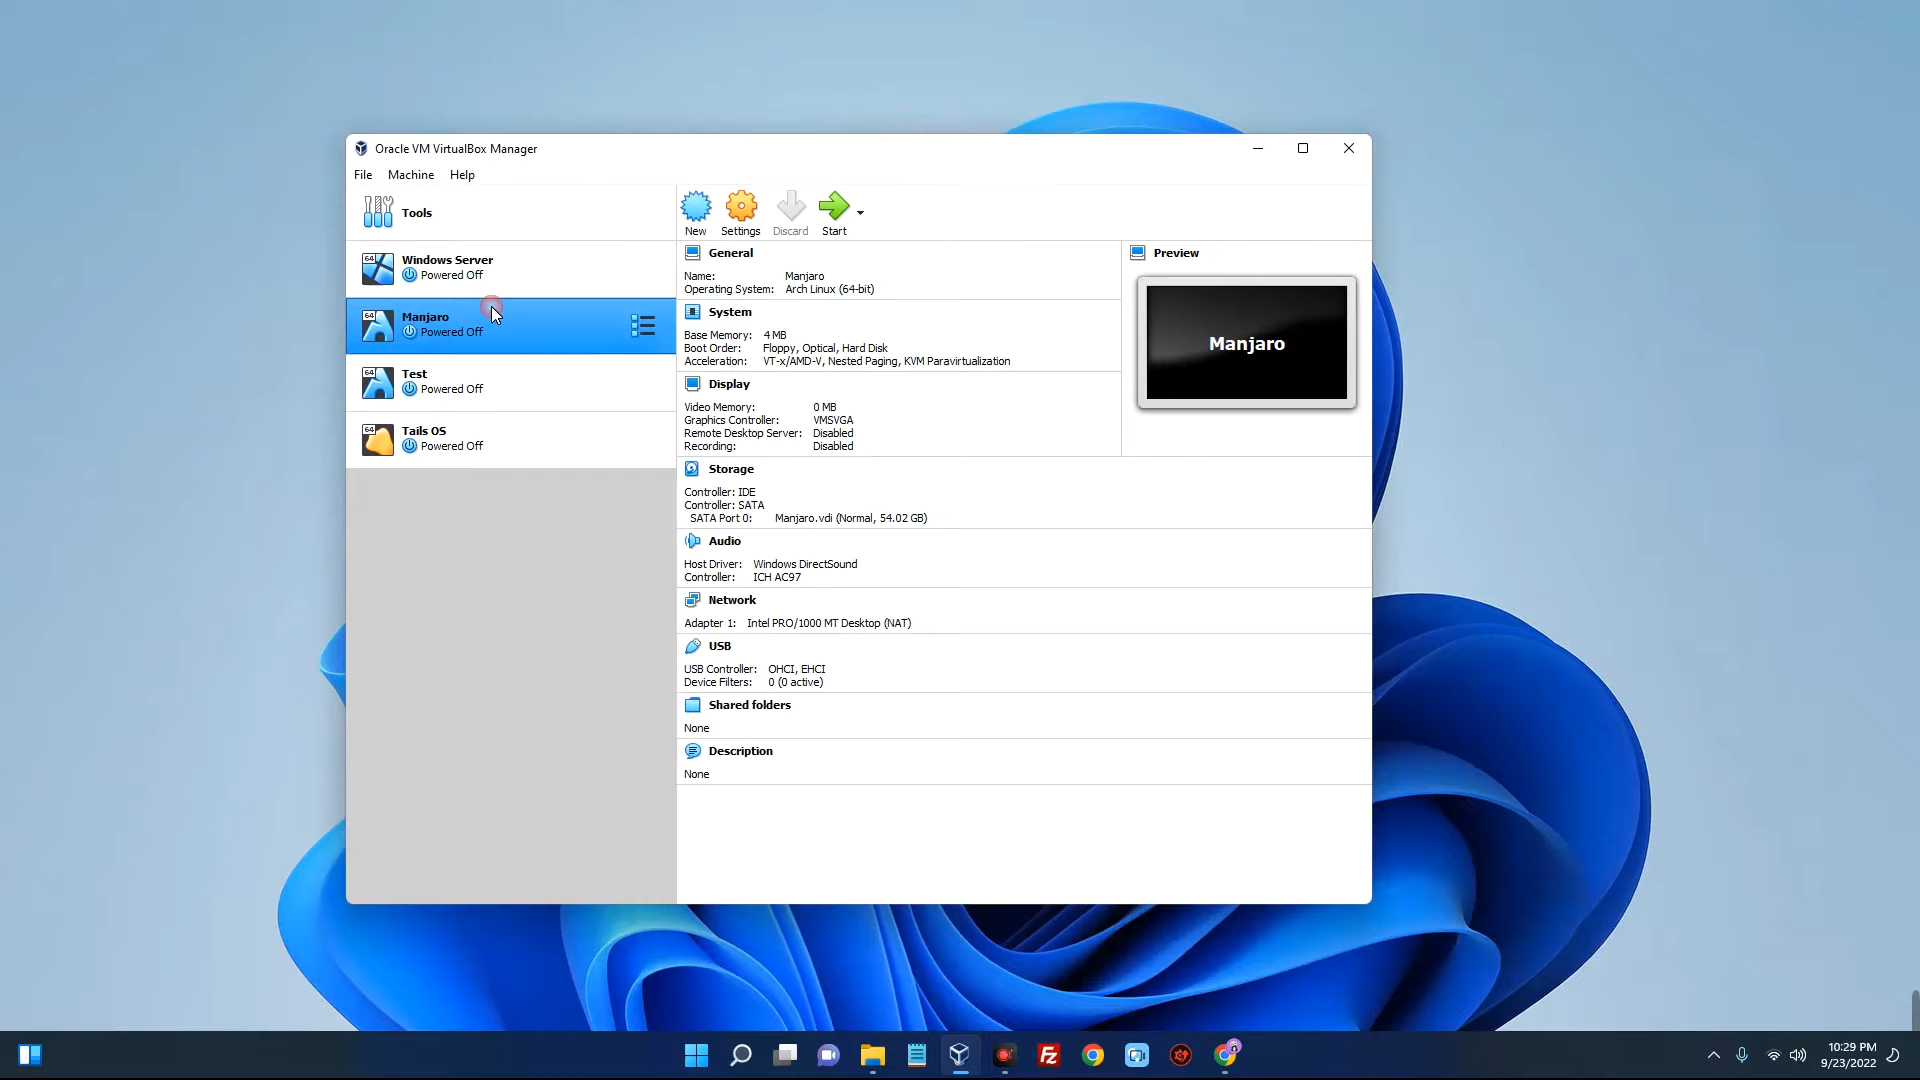 Oracle VM VirtualBox Manager
File Machine Help
Tools
New Settings Discard Start
64 Windows Server
Powered Off
64 Manjaro
Powered Off
64 Test
Powered Off
64 Tails OS
Powered Off
General
Name: Manjaro
Operating System: Arch Linux (64-bit)
System
Base Memory: 4 MB
Boot Order: Floppy, Optical, Hard Disk
Acceleration: VT-x/AMD-V, Nested Paging, KVM Paravirtualization
Display
Video Memory: 0 MB
Graphics Controller: VMSVGA
Remote Desktop Server: Disabled
Recording: Disabled
Preview
Manjaro
Storage
Controller: IDE
Controller: SATA
SATA Port 0: Manjaro.vdi (Normal, 54.02 GB)
Audio
Host Driver: Windows DirectSound
Controller: ICH AC97
Network
Adapter 1: Intel PRO/1000 MT Desktop (NAT)
USB
USB Controller: OHCI, EHCI
Device Filters: 0 (0 active)
Shared folders
None
Description
None
Fz
10:29 PM
9/23/2022